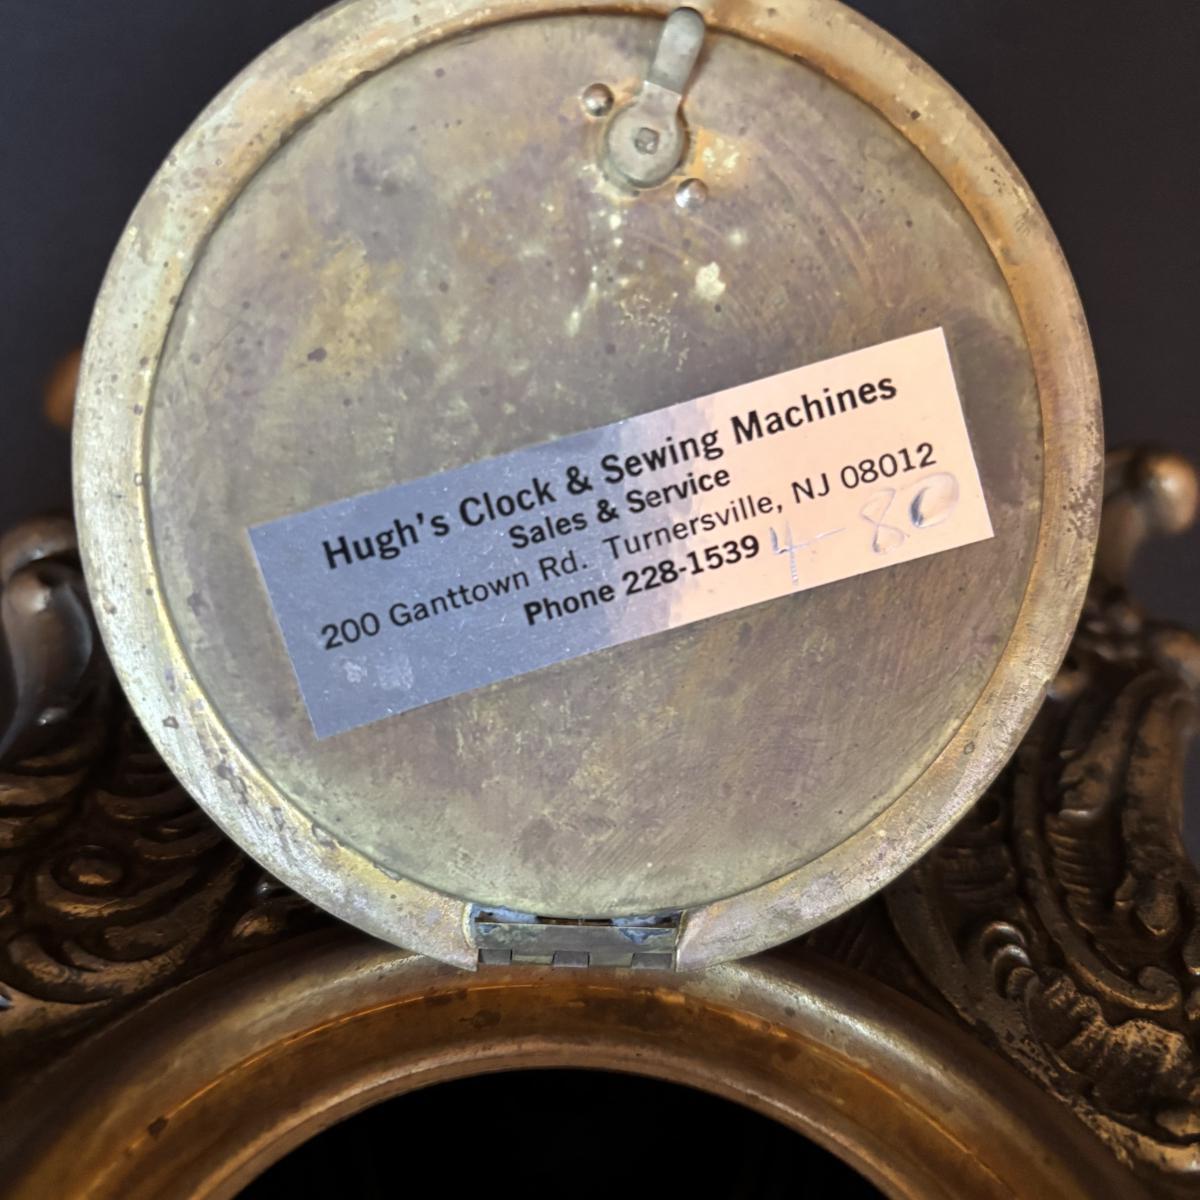 Hugh's Clock & Sewing Machines
Sales & Service
200 Ganttown Rd. Turnersville, NJ 08012
Phone 228-1539 4-80